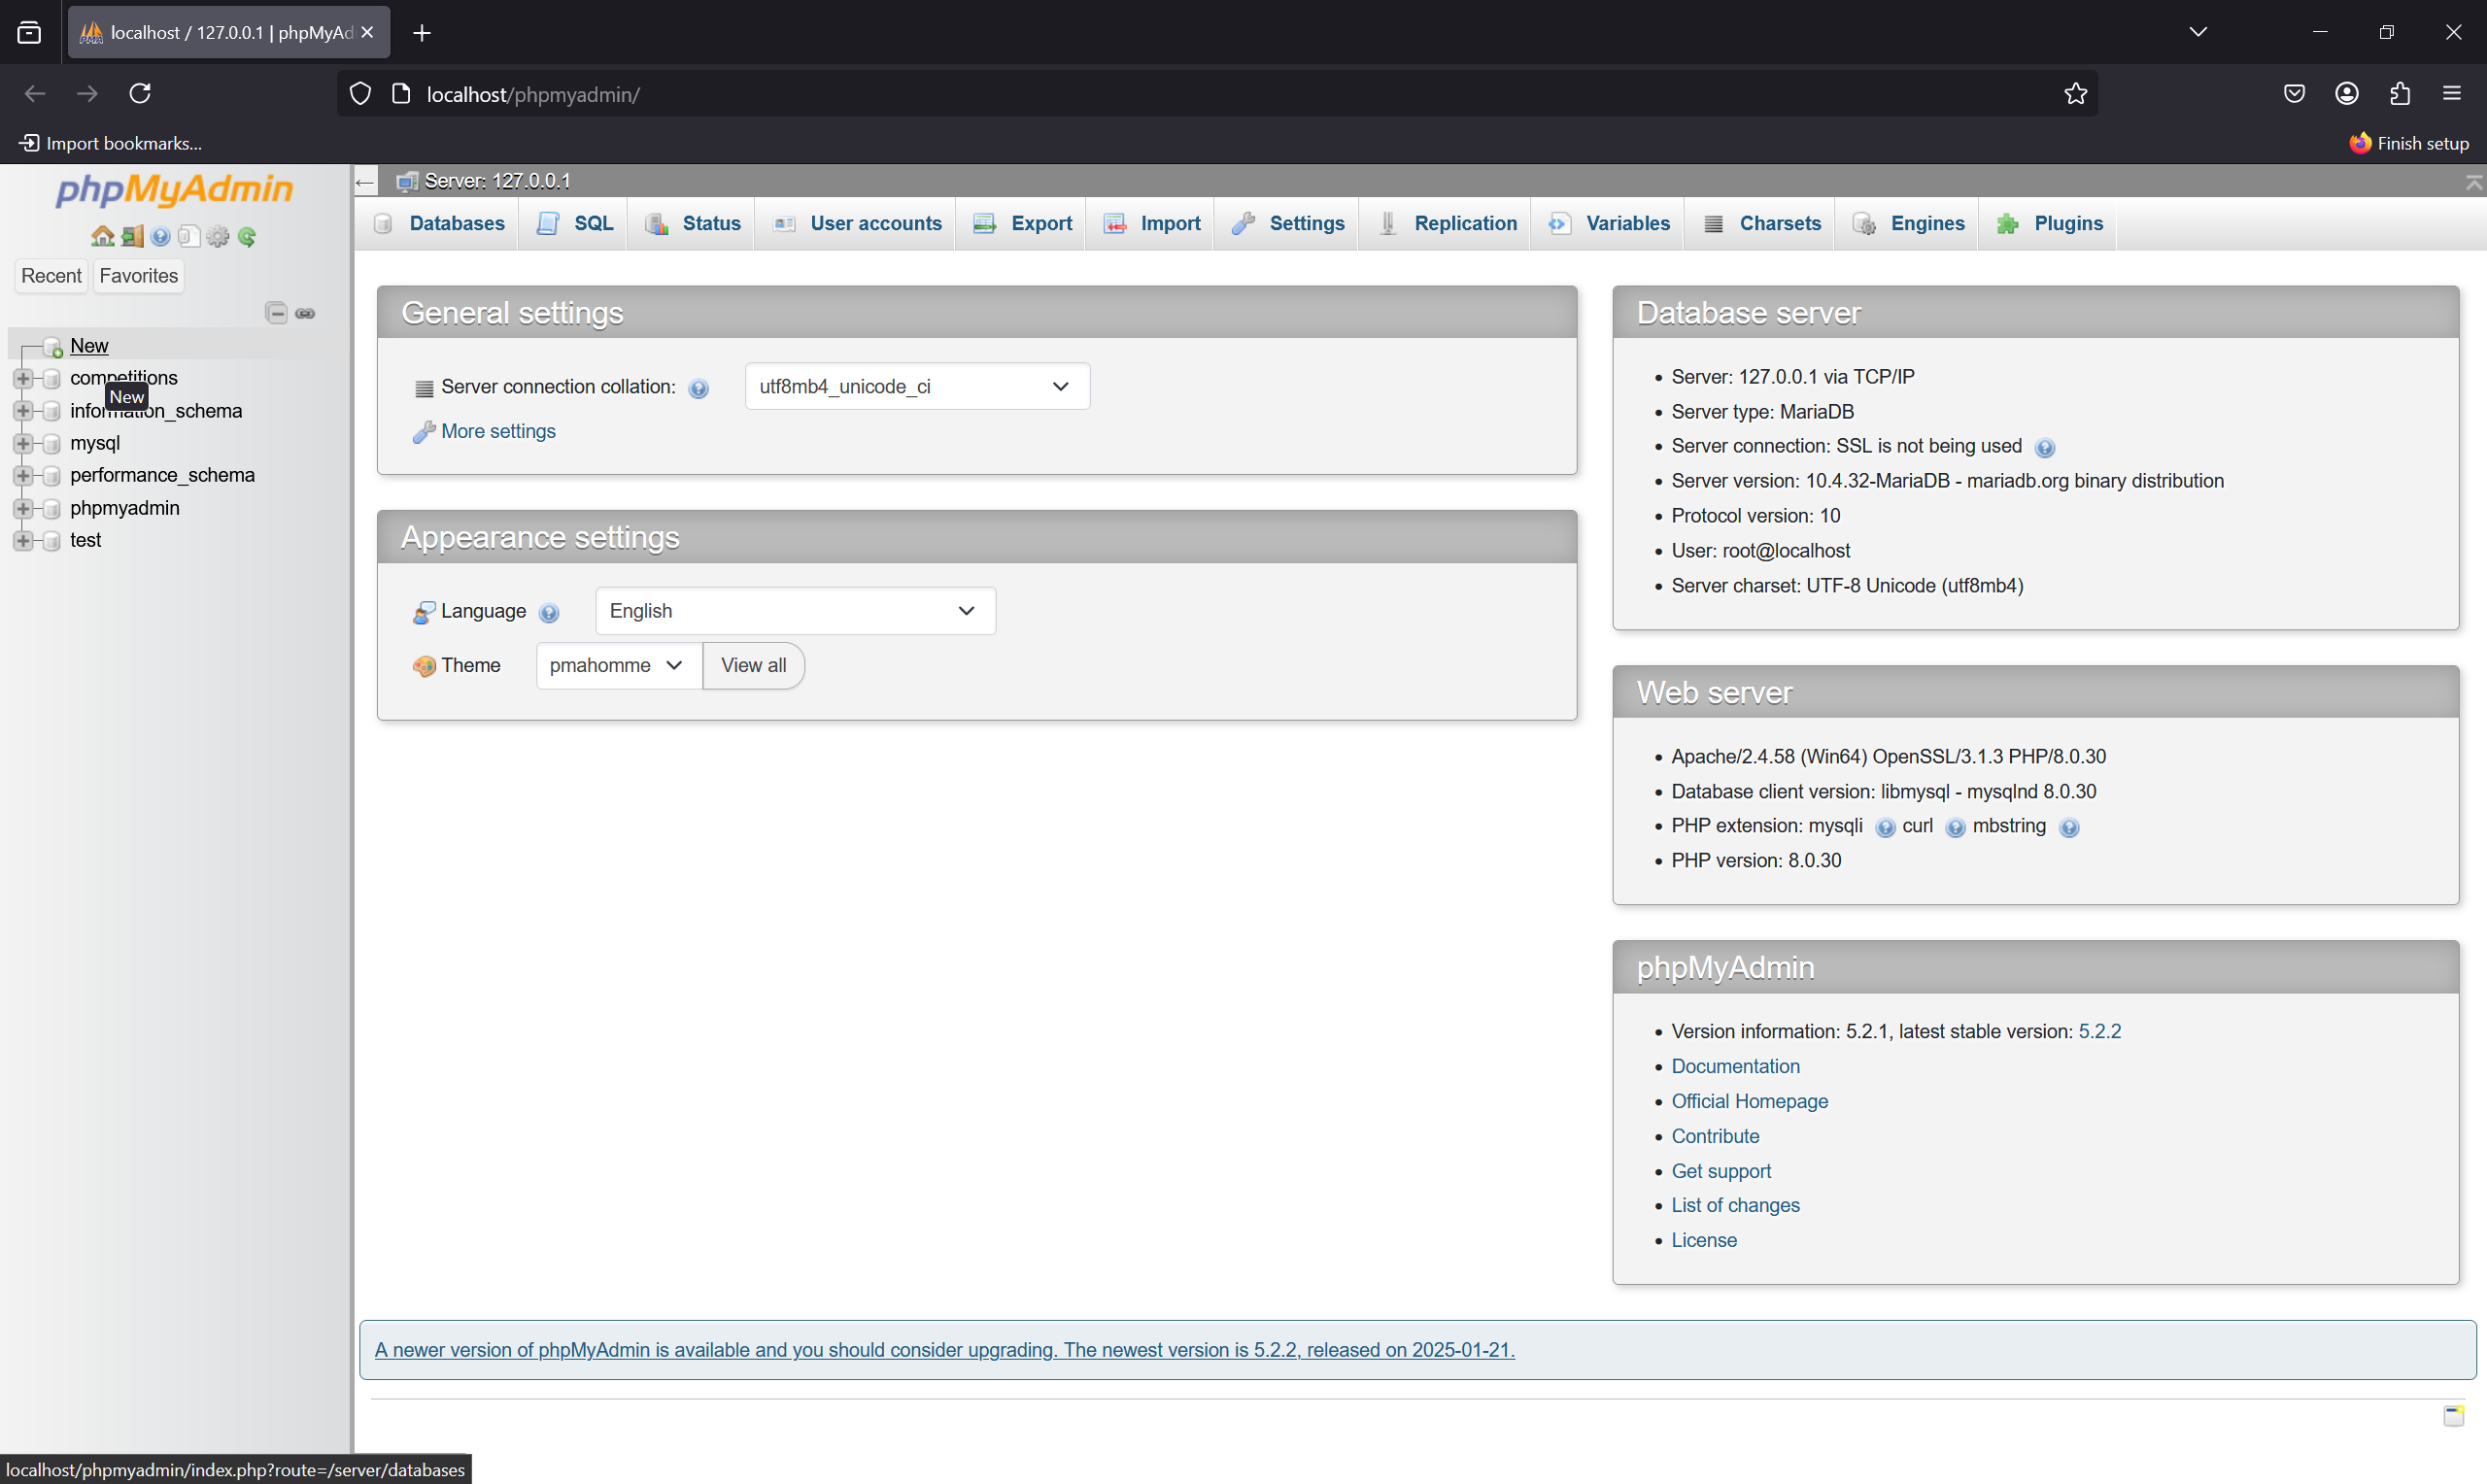 localhost / 127.0.0.1 | phpMyAd
localhost/phpmyadmin/
Import bookmarks...
Finish setup
phpMyAdmin
Recent
Favorites
New
competitions
New
information_schema
mysql
performance_schema
phpmyadmin
test
Server: 127.0.0.1
Databases
SQL
Status
User accounts
Export
Import
Settings
Replication
Variables
Charsets
Engines
Plugins
General settings
Server connection collation:
utf8mb4_unicode_ci
More settings
Appearance settings
Language
English
Theme
pmahomme
View all
Database server
• Server: 127.0.0.1 via TCP/IP
• Server type: MariaDB
• Server connection: SSL is not being used
• Server version: 10.4.32-MariaDB - mariadb.org binary distribution
• Protocol version: 10
• User: root@localhost
• Server charset: UTF-8 Unicode (utf8mb4)
Web server
• Apache/2.4.58 (Win64) OpenSSL/3.1.3 PHP/8.0.30
• Database client version: libmysql - mysqlnd 8.0.30
• PHP extension: mysqli curl mbstring
• PHP version: 8.0.30
phpMyAdmin
• Version information: 5.2.1, latest stable version: 5.2.2
• Documentation
• Official Homepage
• Contribute
• Get support
• List of changes
• License
A newer version of phpMyAdmin is available and you should consider upgrading. The newest version is 5.2.2, released on 2025-01-21.
localhost/phpmyadmin/index.php?route=/server/databases